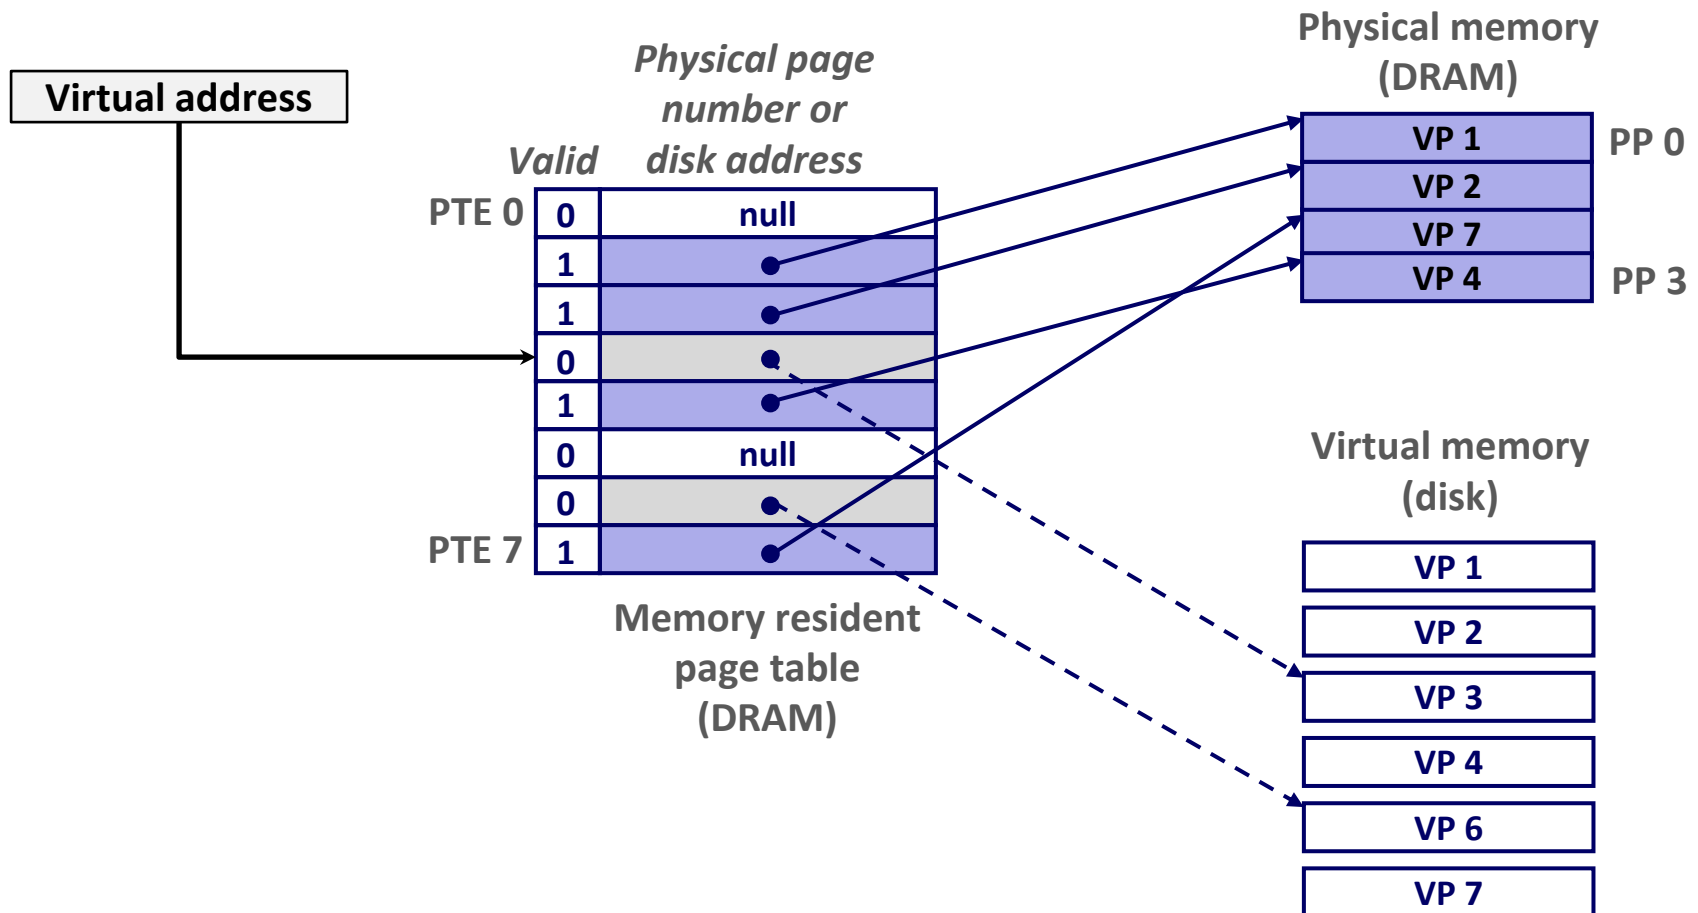 Virtual address
Physical page
number or
disk address
Valid
PTE 0
0
null
1
1
0
1
0
null
0
PTE 7
1
Memory resident
page table
(DRAM)
Physical memory
(DRAM)
VP 1
PP 0
VP 2
VP 7
VP 4
PP 3
Virtual memory
(disk)
VP 1
VP 2
VP 3
VP 4
VP 6
VP 7